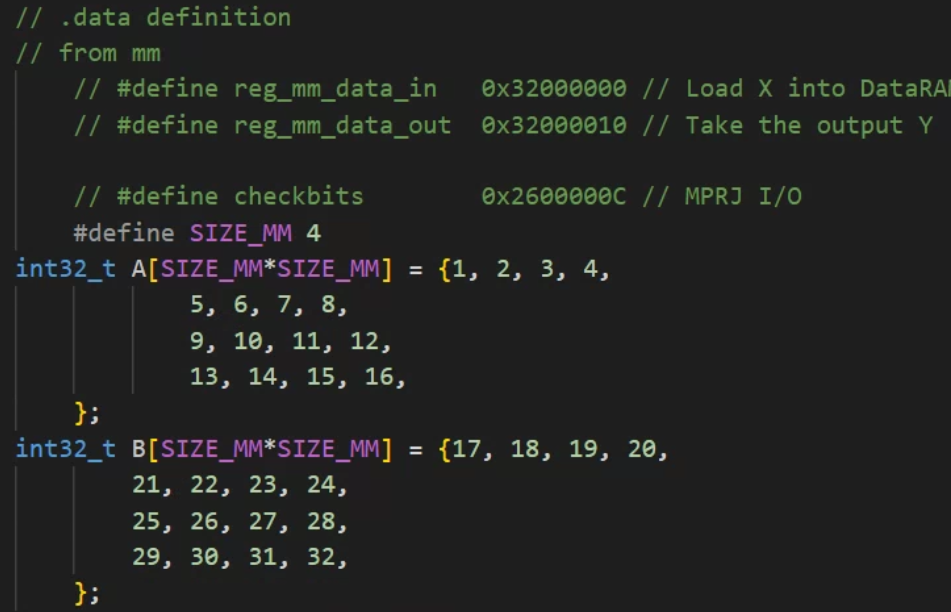 // .data definition
// from mm
// #define reg_mm_data_in 0x32000000 // Load X into DataRA
// #define reg_mm_data_out 0x32000010 // Take the output Y
// #define checkbits 0x2600000C // MPRJ I/O
#define SIZE_MM 4
int32_t A[SIZE_MM*SIZE_MM] = {1, 2, 3, 4,
5, 6, 7, 8,
9, 10, 11, 12,
13, 14, 15, 16,
};
int32_t B[SIZE_MM*SIZE_MM] = {17, 18, 19, 20,
21, 22, 23, 24,
25, 26, 27, 28,
29, 30, 31, 32,
};